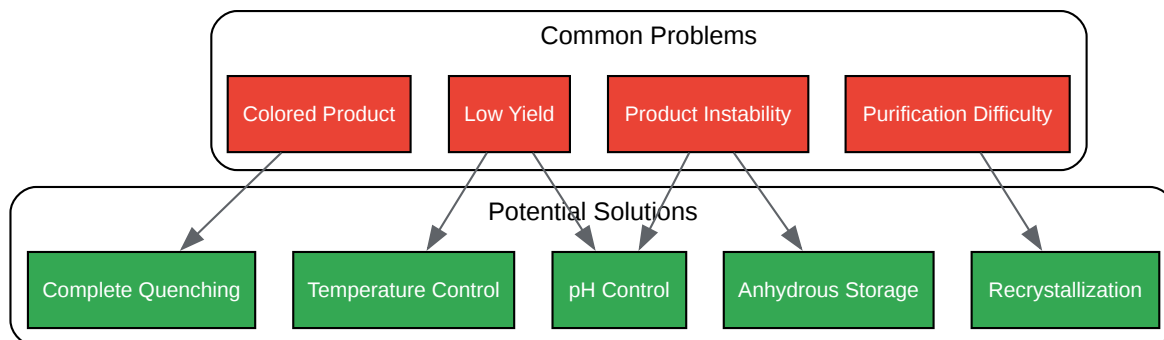 Common Problems
Colored Product
Low Yield
Product Instability
Purification Difficulty
Potential Solutions
Complete Quenching
Temperature Control
pH Control
Anhydrous Storage
Recrystallization